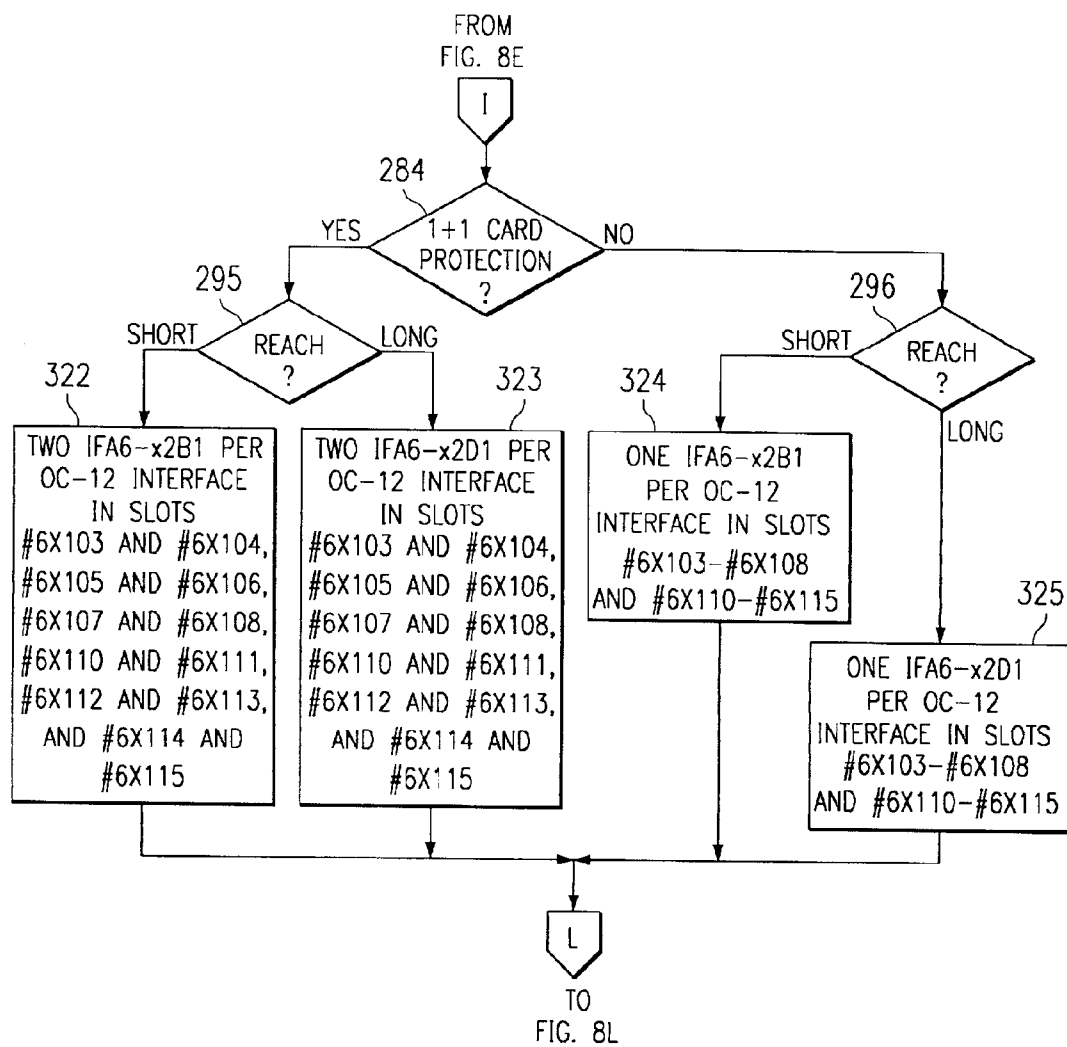 FROM
FIG. 8E
I
284
1+1 CARD
PROTECTION
?
YES
NO
295
REACH
?
SHORT
LONG
296
REACH
?
SHORT
LONG
322
TWO IFA6-x2B1 PER
OC-12 INTERFACE
IN SLOTS
#6X103 AND #6X104,
#6X105 AND #6X106,
#6X107 AND #6X108,
#6X110 AND #6X111,
#6X112 AND #6X113,
AND #6X114 AND
#6X115
323
TWO IFA6-x2D1 PER
OC-12 INTERFACE
IN SLOTS
#6X103 AND #6X104,
#6X105 AND #6X106,
#6X107 AND #6X108,
#6X110 AND #6X111,
#6X112 AND #6X113,
AND #6X114 AND
#6X115
324
ONE IFA6-x2B1
PER OC-12
INTERFACE IN SLOTS
#6X103-#6X108
AND #6X110-#6X115
325
ONE IFA6-x2D1
PER OC-12
INTERFACE IN SLOTS
#6X103-#6X108
AND #6X110-#6X115
L
TO
FIG. 8L